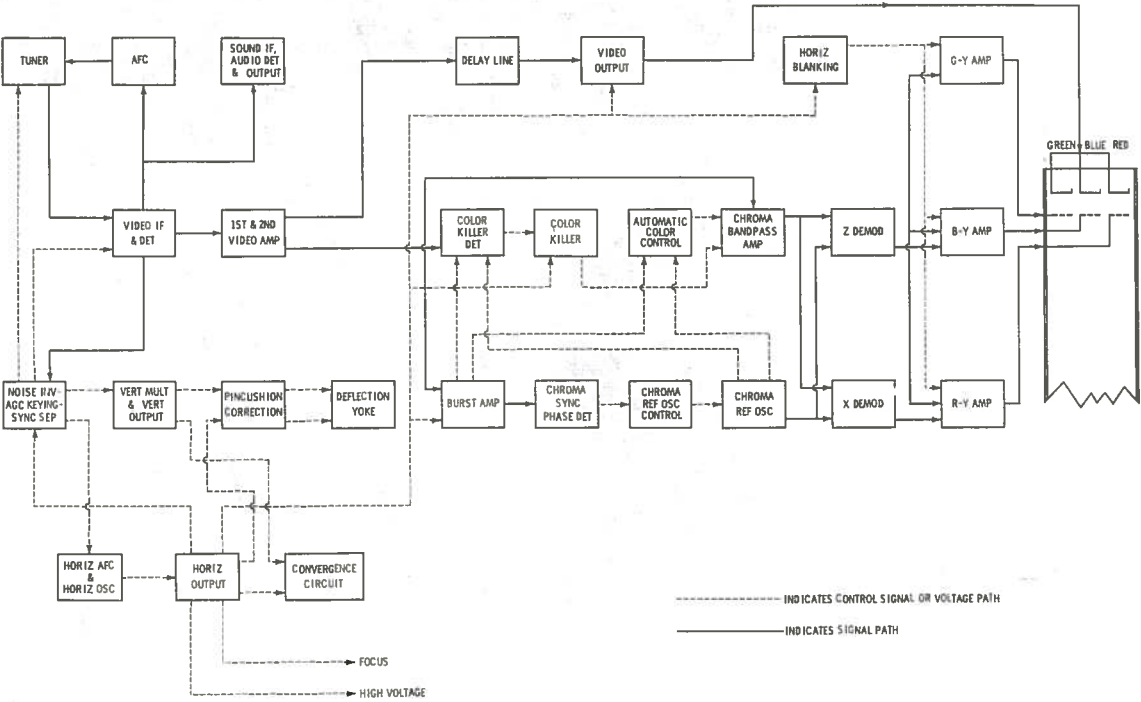 TUNER
AFC
SOUND IF,
AUDIO DET
& OUTPUT
DELAY LINE
VIDEO
OUTPUT
HORIZ
BLANKING
G-Y AMP
GREEN BLUE RED
VIDEO IF
& DET
1ST & 2ND
VIDEO AMP
COLOR
KILLER
DET
COLOR
KILLER
AUTOMATIC
COLOR
CONTROL
CHROMA
BANDPASS
AMP
Z DEMOD
B-Y AMP
NOISE INV-
AGC KEYING-
SYNC SEP
VERT MULT
& VERT
OUTPUT
PINCUSHION
CORRECTION
DEFLECTION
YOKE
BURST AMP
CHROMA
SYNC
PHASE DET
CHROMA
REF OSC
CONTROL
CHROMA
REF OSC
X DEMOD
R-Y AMP
HORIZ AFC
&
HORIZ OSC
HORIZ
OUTPUT
CONVERGENCE
CIRCUIT
INDICATES CONTROL SIGNAL OR VOLTAGE PATH
INDICATES SIGNAL PATH
FOCUS
HIGH VOLTAGE